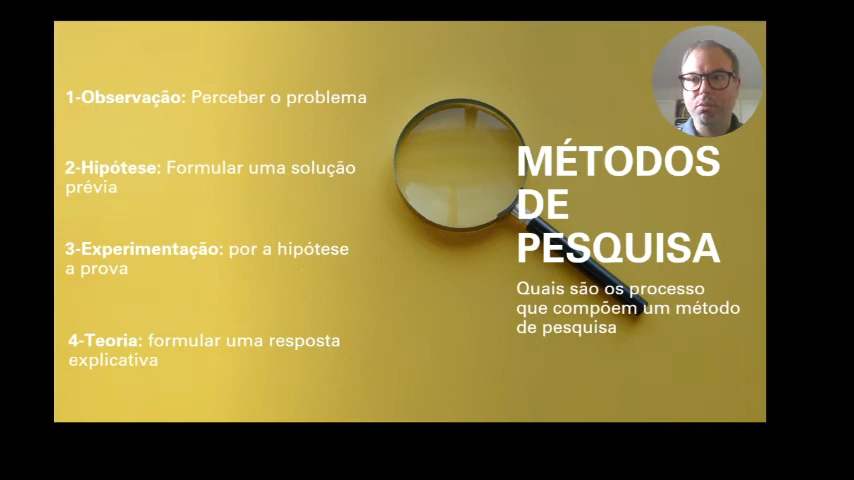 1-Observação: Perceber o problema
2-Hipótese: Formular uma solução
prévia
3-Experimentação: por a hipótese
a prova
4-Teoria: formular uma resposta
explicativa
MÉTODOS
DE
PESQUISA
Quais são os processo
que compõem um método
de pesquisa